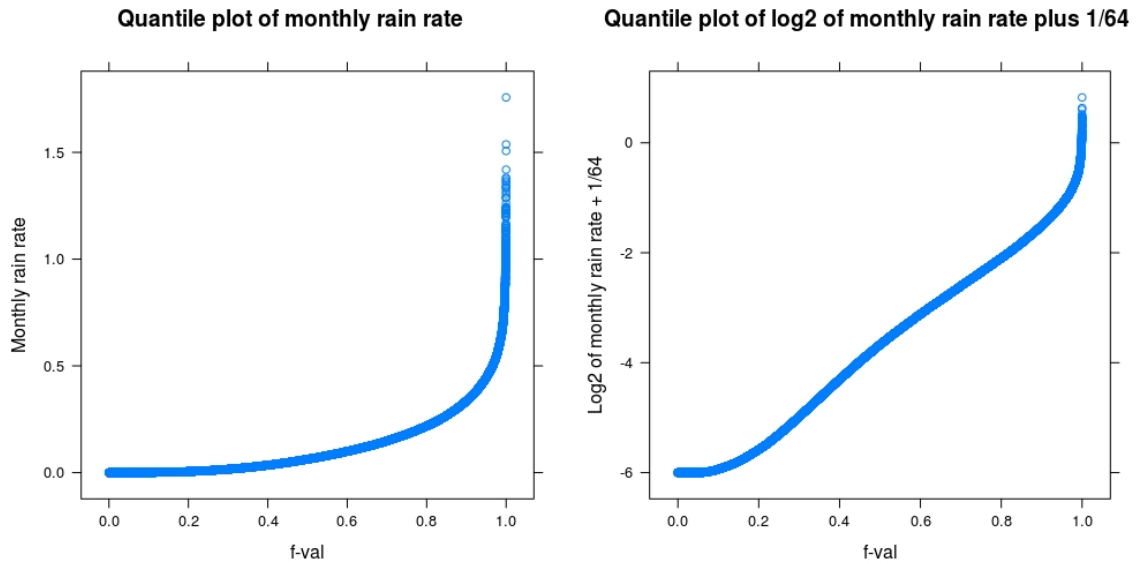 Quantile plot of monthly rain rate
Monthly rain rate
1.5
1.0
0.5
0.0
0.0 0.2 0.4 0.6 0.8 1.0
f-val
Quantile plot of log2 of monthly rain rate plus 1/64
Log2 of monthly rain rate + 1/64
0
-2
-4
-6
0.0 0.2 0.4 0.6 0.8 1.0
f-val